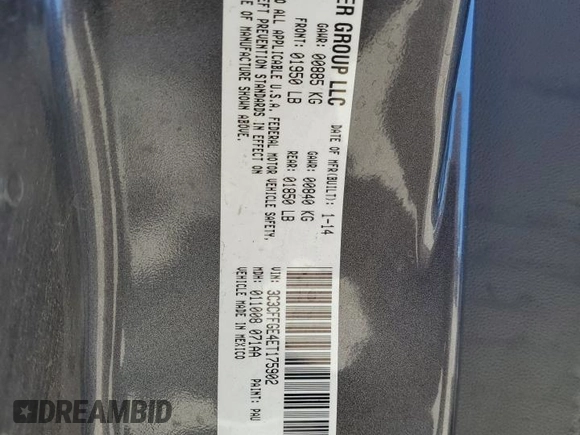 ER GROUP LLC
DATE OF MFR(BUILT): 1-14
GAWR: 00885 KG
GAWR: 00840 KG
FRONT: 01950 LB
REAR: 01850 LB
O ALL APPLICABLE U.S.A. FEDERAL MOTOR VEHICLE SAFETY,
EFT PREVENTION STANDARDS IN EFFECT ON
E OF MANUFACTURE SHOWN ABOVE.
VIN: 3C3CFFGE4ET175902
MDH: 011008 071AA
PAINT: PAU
VEHICLE MADE IN MEXICO
DREAMBID